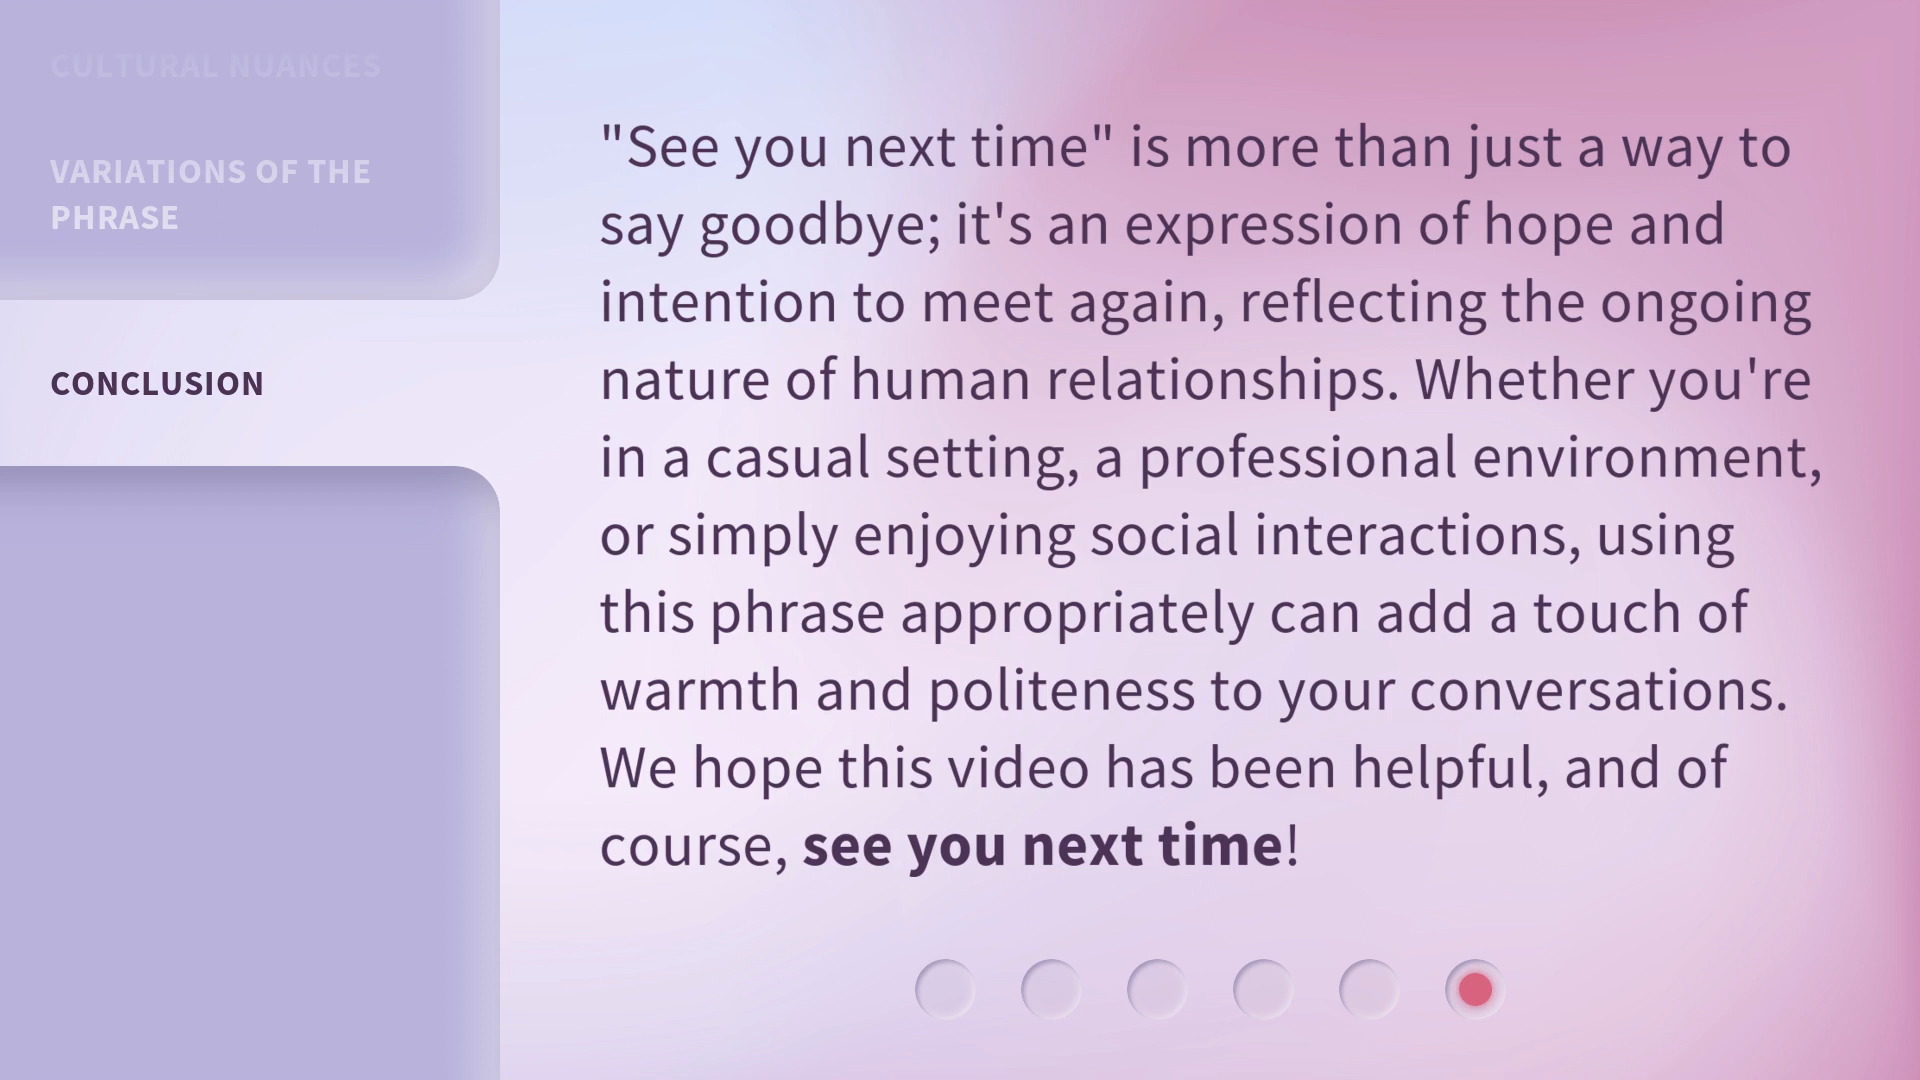 CULTURAL NUANCES
VARIATIONS OF THE
PHRASE
CONCLUSION
"See you next time" is more than just a way to
say goodbye; it's an expression of hope and
intention to meet again, reflecting the ongoing
nature of human relationships. Whether you're
in a casual setting, a professional environment,
or simply enjoying social interactions, using
this phrase appropriately can add a touch of
warmth and politeness to your conversations.
We hope this video has been helpful, and of
course, see you next time!